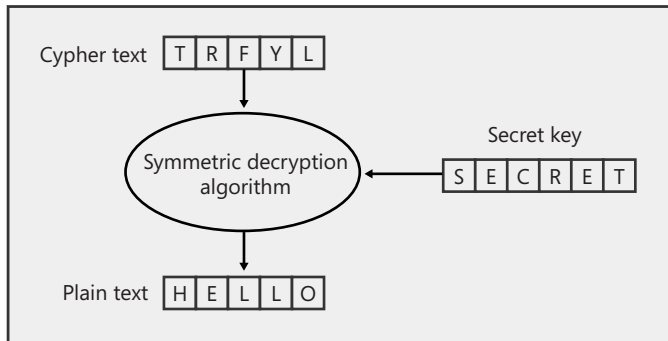 Cypher text T R F Y L
Secret key
Symmetric decryption
algorithm
S E C R E T
Plain text H E L L O